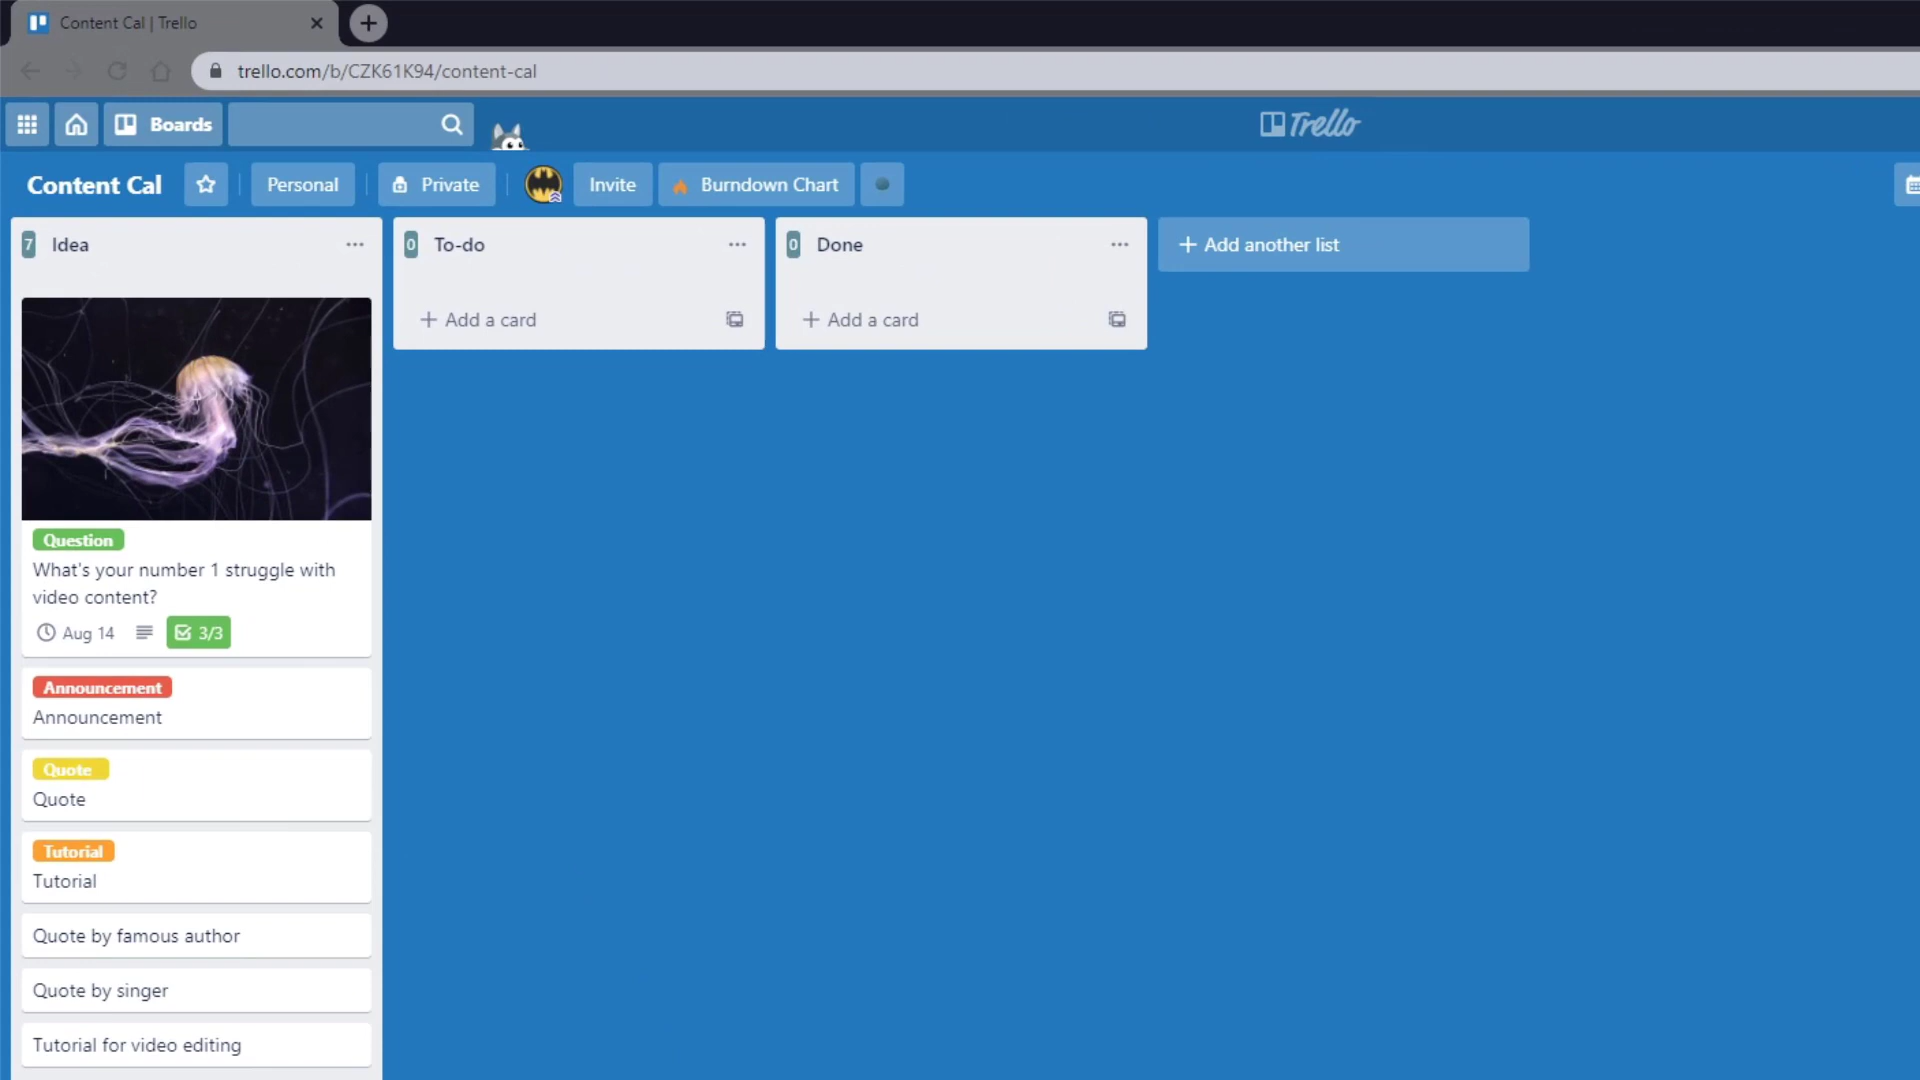 Content Cal | Trello
trello.com/b/CZK61K94/content-cal
Boards
Trello
Content Cal
Personal
Private
Invite
Burndown Chart
7 Idea
0 To-do
0 Done
+ Add another list
+ Add a card
+ Add a card
Question
What's your number 1 struggle with
video content?
Aug 14
3/3
Announcement
Announcement
Quote
Quote
Tutorial
Tutorial
Quote by famous author
Quote by singer
Tutorial for video editing